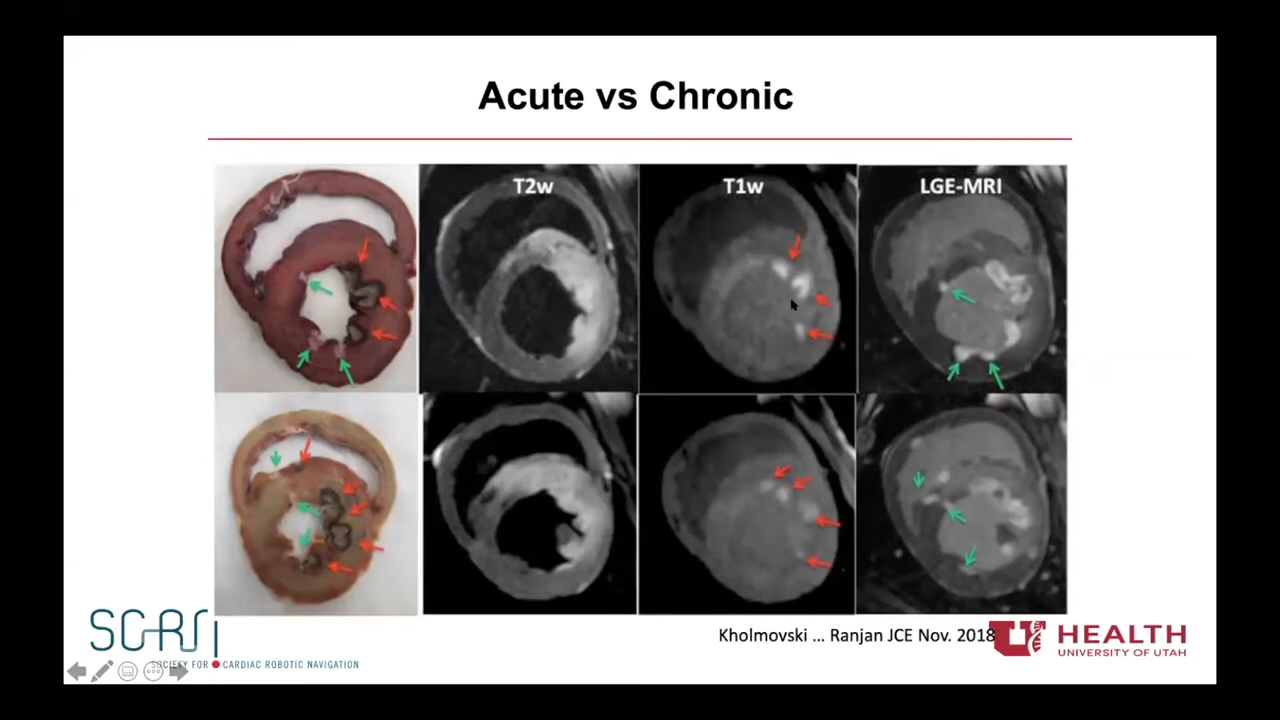 Acute vs Chronic
T2w
T1w
LGE-MRI
Kholmovski ... Ranjan JCE Nov. 2018
SCRN
SOCIETY FOR CARDIAC ROBOTIC NAVIGATION
U HEALTH
UNIVERSITY OF UTAH